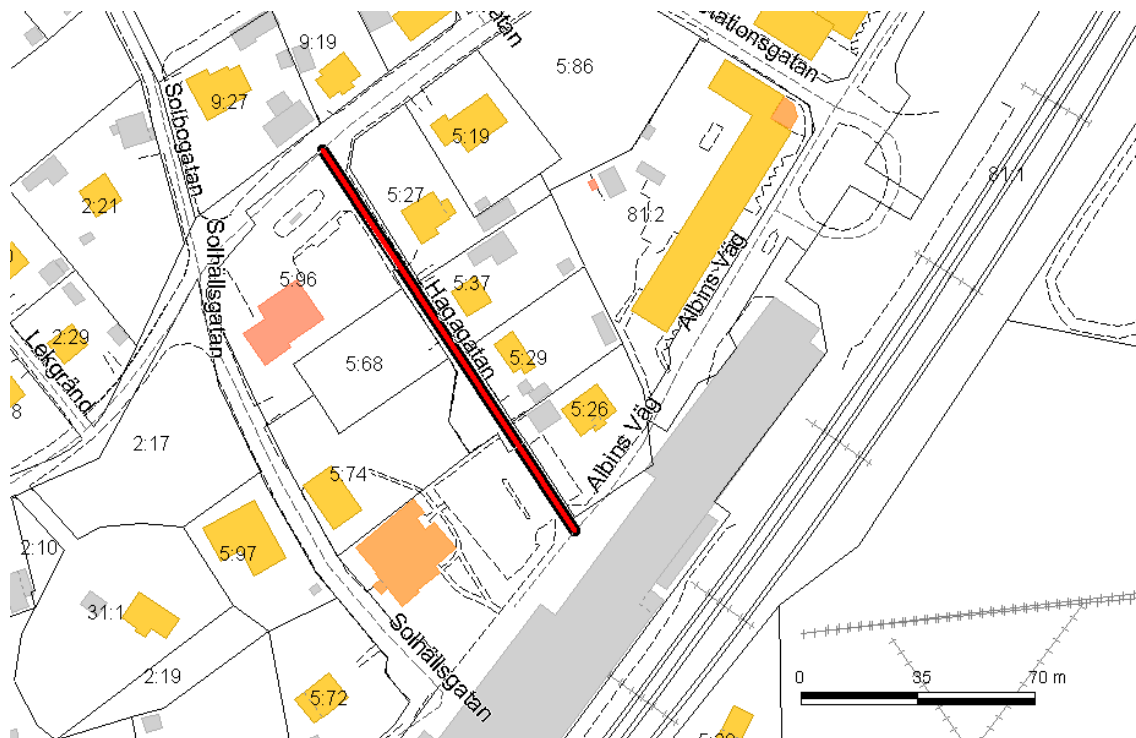 gatan
Stationsgatan
9:19
5:86
9:27
Solbogatan
5:19
81:1
2:21
5:27
81:2
Solhällsgatan
5:96
Hagagatan
5:37
Albins Väg
2:29
Lekgränd
5:68
5:29
8
5:26
2:17
Albins Väg
5:74
2:10
5:97
31:1
Solhällsgatan
2:19
5:72
0 35 70 m